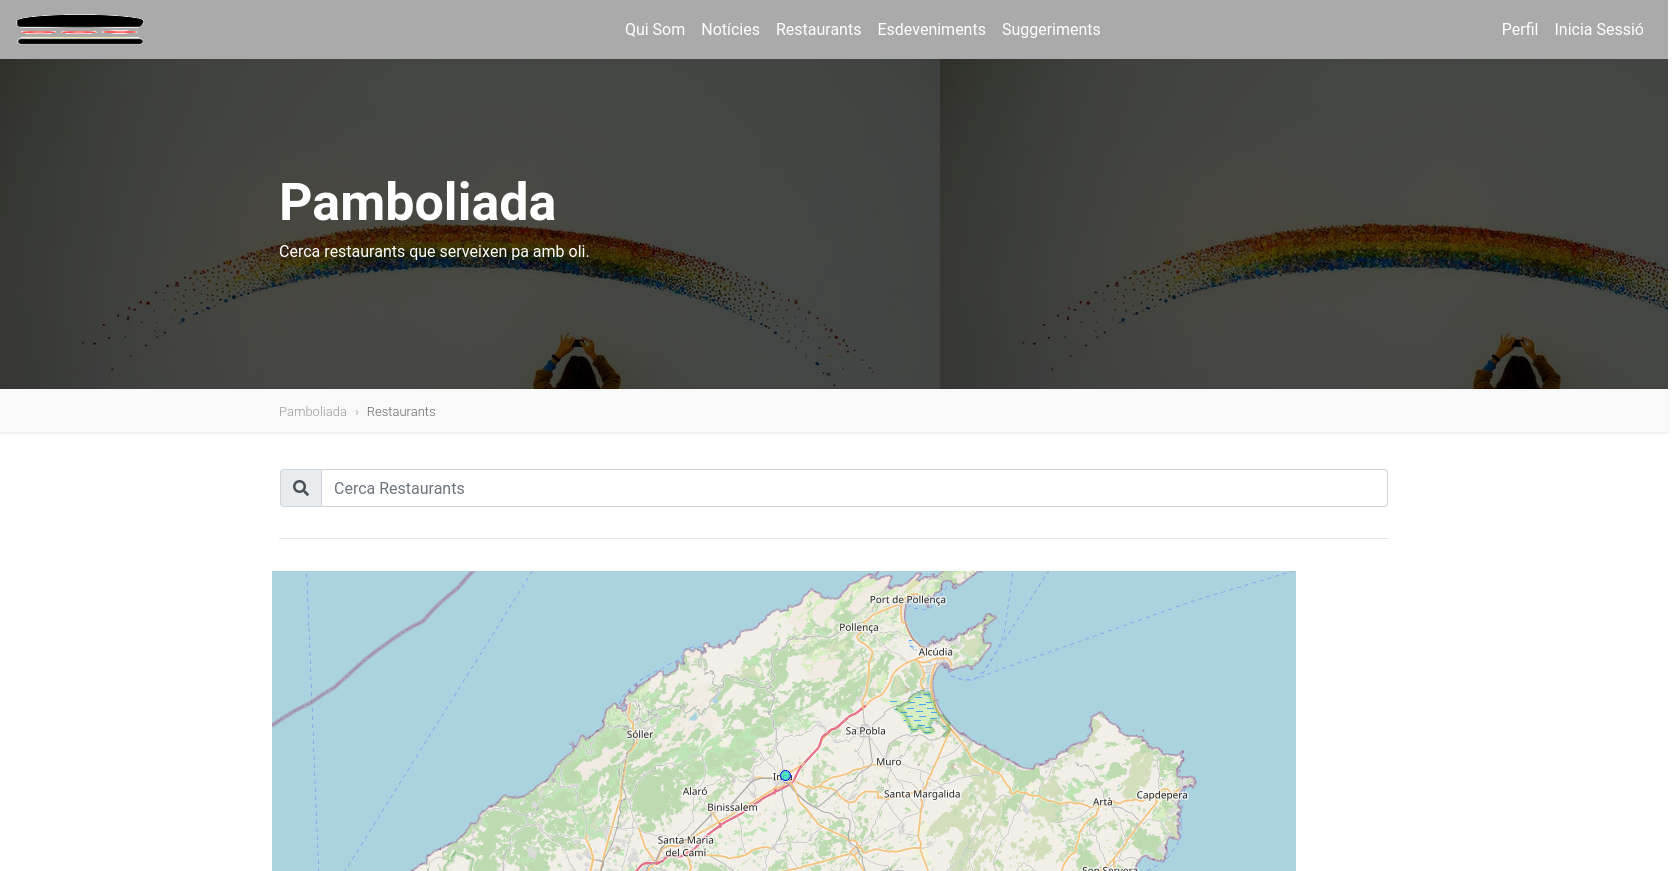 Qui Som Notícies Restaurants Esdeveniments Suggeriments Perfil Inicia Sessió
Pamboliada
Cerca restaurants que serveixen pa amb oli.
Pamboliada › Restaurants
Cerca Restaurants
Port de Pollença
Pollença
Alcúdia
Sa Pobla
Sóller
Muro
Alaró
Santa Margalida
Capdepera
Artà
Binissalem
Santa Maria
del Camí
Son Servera